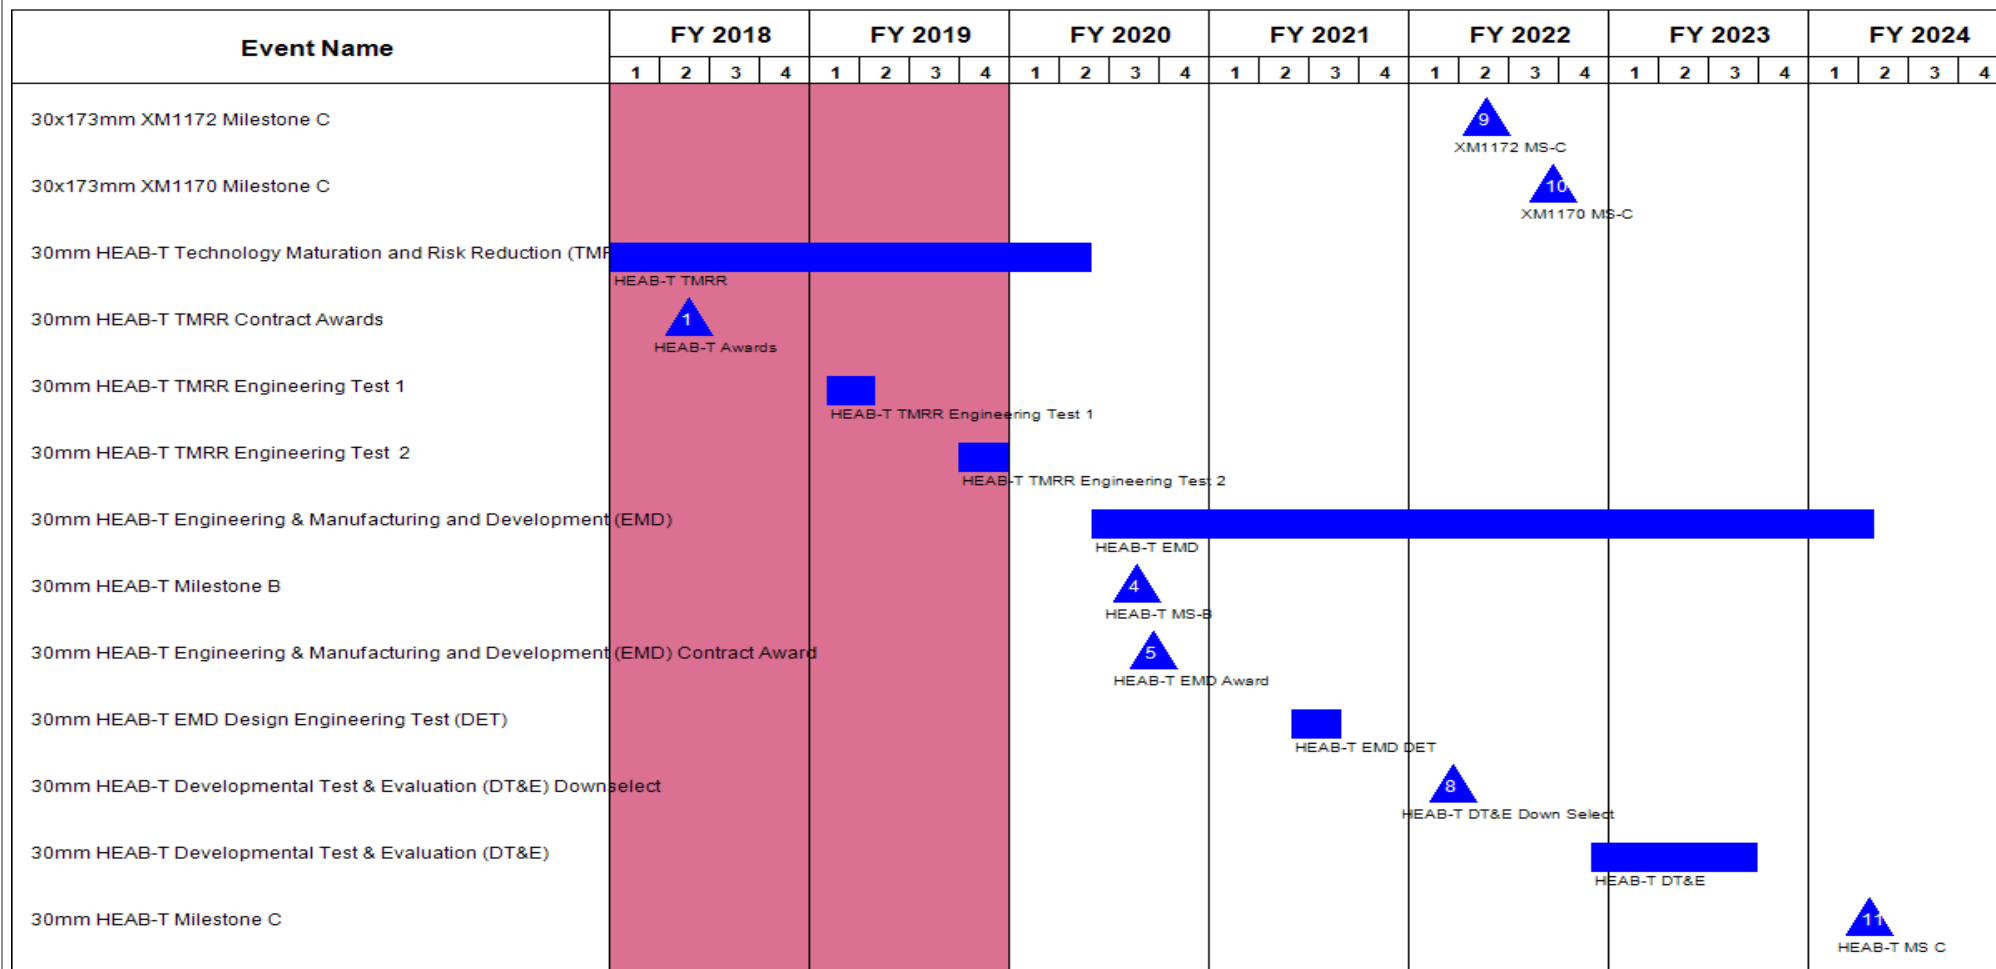 Event Name FY 2018 FY 2019 FY 2020 FY 2021 FY 2022 FY 2023 FY 2024
1 2 3 4 1 2 3 4 1 2 3 4 1 2 3 4 1 2 3 4 1 2 3 4 1 2 3 4
30x173mm XM1172 Milestone C 9
XM1172 MS-C
30x173mm XM1170 Milestone C 10
XM1170 MS-C
30mm HEAB-T Technology Maturation and Risk Reduction (TMR
HEAB-T TMRR
30mm HEAB-T TMRR Contract Awards 1
HEAB-T Awards
30mm HEAB-T TMRR Engineering Test 1
HEAB-T TMRR Engineering Test 1
30mm HEAB-T TMRR Engineering Test 2
HEAB-T TMRR Engineering Test 2
30mm HEAB-T Engineering & Manufacturing and Development (EMD)
HEAB-T EMD
30mm HEAB-T Milestone B 4
HEAB-T MS-B
30mm HEAB-T Engineering & Manufacturing and Development (EMD) Contract Award 5
HEAB-T EMD Award
30mm HEAB-T EMD Design Engineering Test (DET)
HEAB-T EMD DET
30mm HEAB-T Developmental Test & Evaluation (DT&E) Downselect 8
HEAB-T DT&E Down Select
30mm HEAB-T Developmental Test & Evaluation (DT&E)
HEAB-T DT&E
30mm HEAB-T Milestone C 11
HEAB-T MS C